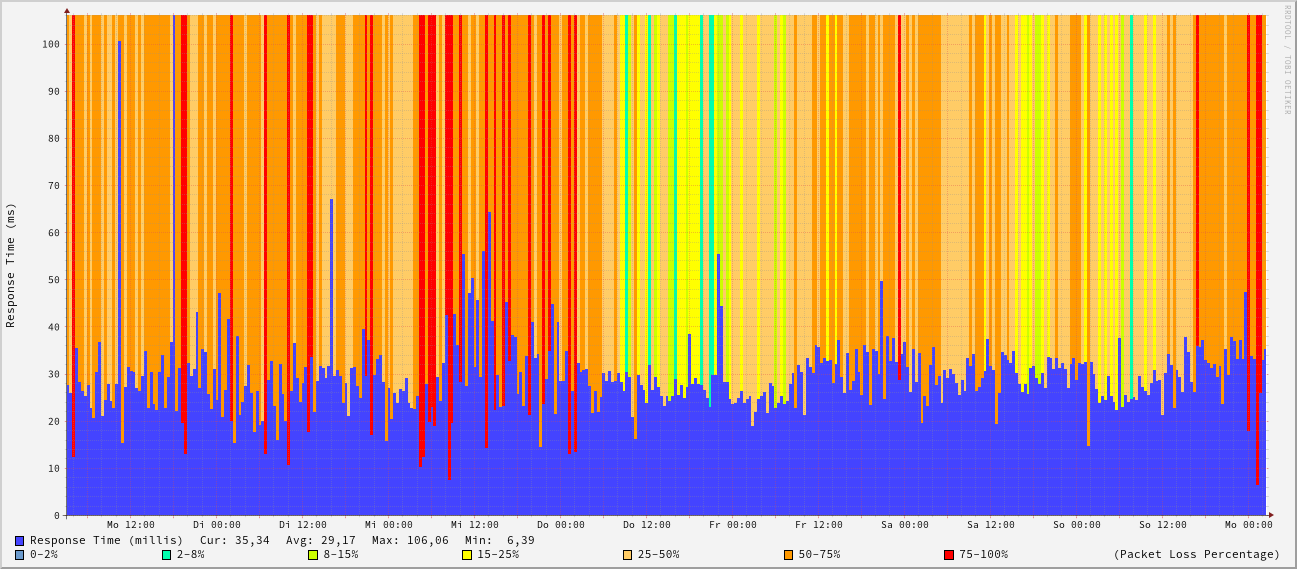 RRDTOOL / TOBI OETIKER
Response Time (ms)
100
90
80
70
60
50
40
30
20
10
0
Mo 12:00 Di 00:00 Di 12:00 Mi 00:00 Mi 12:00 Do 00:00 Do 12:00 Fr 00:00 Fr 12:00 Sa 00:00 Sa 12:00 So 00:00 So 12:00 Mo 00:00
Response Time (millis) Cur: 35,34 Avg: 29,17 Max: 106,06 Min: 6,39
0-2% 2-8% 8-15% 15-25% 25-50% 50-75% 75-100% (Packet Loss Percentage)